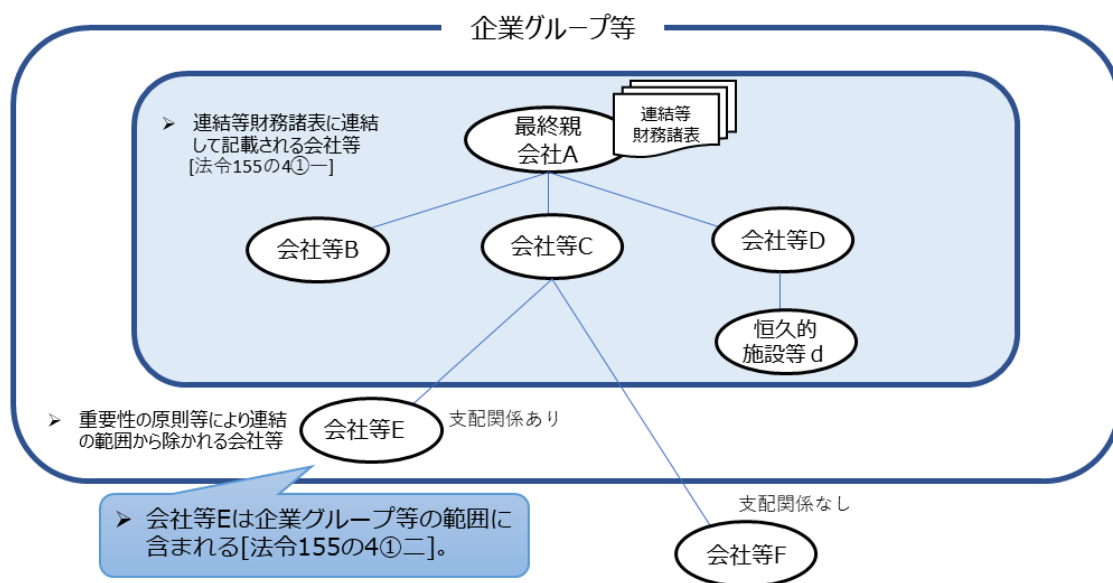 企業グループ等
➢ 連結等財務諸表に連結
して記載される会社等
[法令155の4①一]
最終親
会社A
連結等
財務諸表
会社等B
会社等C
会社等D
恒久的
施設等ｄ
➢ 重要性の原則等により連結
の範囲から除かれる会社等
会社等E
支配関係あり
➢ 会社等Eは企業グループ等の範囲に
含まれる[法令155の4①二]。
支配関係なし
会社等F